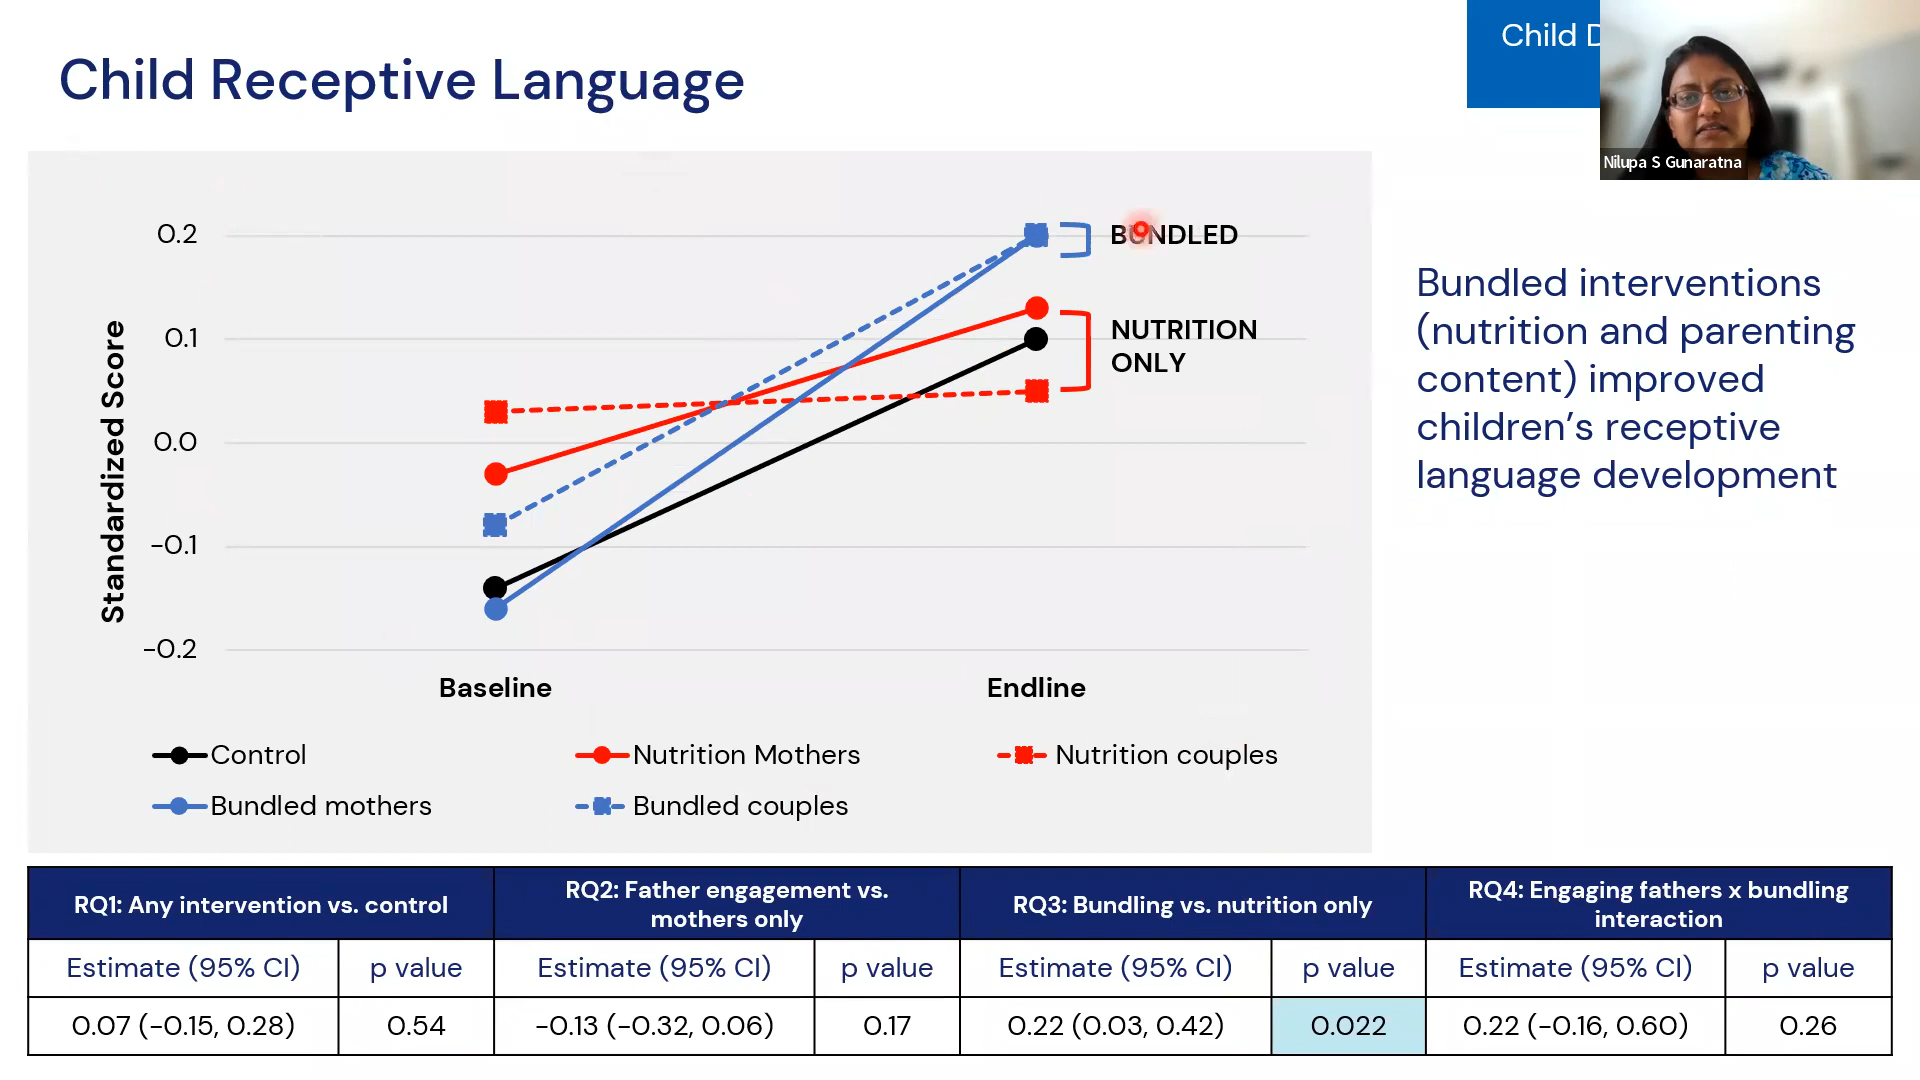 Child Receptive Language
Child D
Nilupa S Gunaratna
0.2
0.1
0.0
-0.1
-0.2
Standardized Score
Baseline
Endline
BUNDLED
NUTRITION
ONLY
Control
Nutrition Mothers
Nutrition couples
Bundled mothers
Bundled couples
Bundled interventions
(nutrition and parenting
content) improved
children’s receptive
language development
RQ1: Any intervention vs. control
RQ2: Father engagement vs.
mothers only
RQ3: Bundling vs. nutrition only
RQ4: Engaging fathers x bundling
interaction
Estimate (95% CI) p value Estimate (95% CI) p value Estimate (95% CI) p value Estimate (95% CI) p value
0.07 (-0.15, 0.28) 0.54 -0.13 (-0.32, 0.06) 0.17 0.22 (0.03, 0.42) 0.022 0.22 (-0.16, 0.60) 0.26